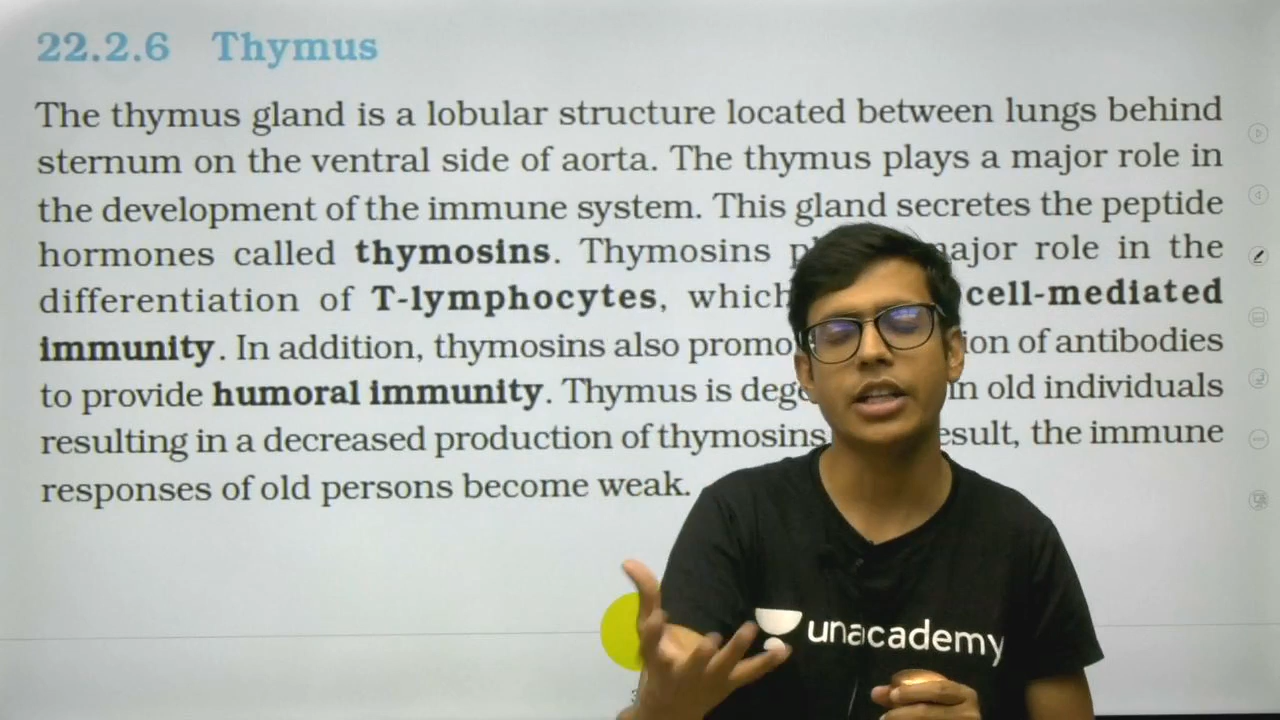 22.2.6 Thymus
The thymus gland is a lobular structure located between lungs behind
sternum on the ventral side of aorta. The thymus plays a major role in
the development of the immune system. This gland secretes the peptide
hormones called thymosins. Thymosins ajor role in the
differentiation of T-lymphocytes, which cell-mediated
immunity. In addition, thymosins also promo ion of antibodies
to provide humoral immunity. Thymus is dege in old individuals
resulting in a decreased production of thymosins. esult, the immune
responses of old persons become weak.
unacademy